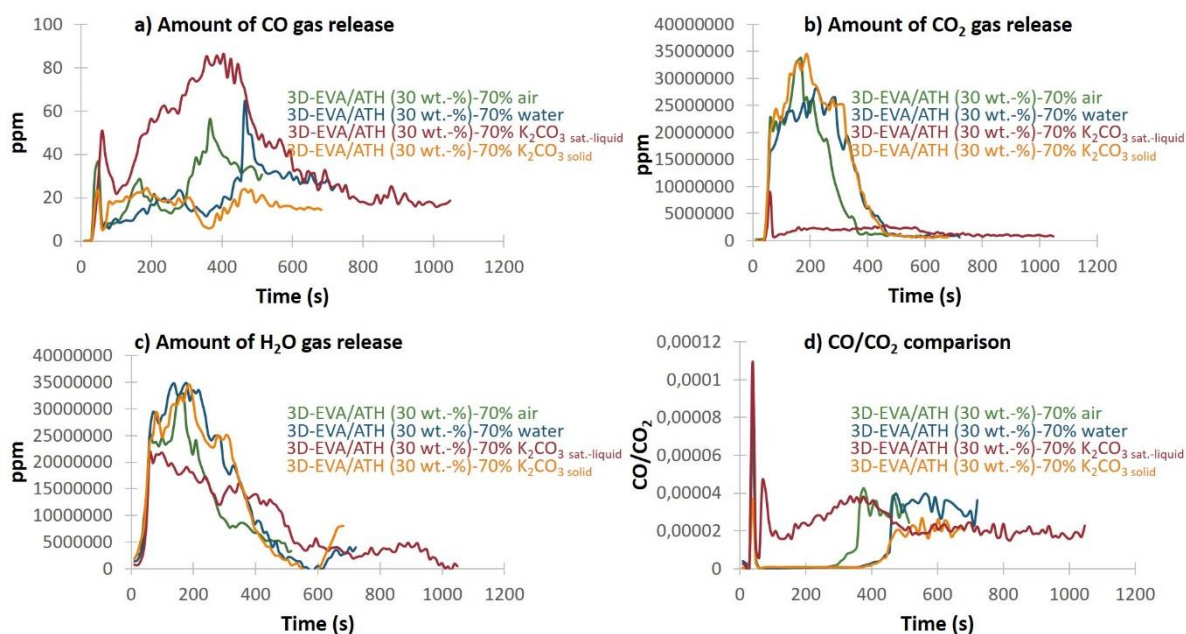 a) Amount of CO gas release
100
80
60
40
20
0
ppm
3D-EVA/ATH (30 wt.-%)-70% air
3D-EVA/ATH (30 wt.-%)-70% water
3D-EVA/ATH (30 wt.-%)-70% K₂CO₃ sat.-liquid
3D-EVA/ATH (30 wt.-%)-70% K₂CO₃ solid
0 200 400 600 800 1000 1200
Time (s)
b) Amount of CO₂ gas release
40000000
35000000
30000000
25000000
20000000
15000000
10000000
5000000
0
ppm
3D-EVA/ATH (30 wt.-%)-70% air
3D-EVA/ATH (30 wt.-%)-70% water
3D-EVA/ATH (30 wt.-%)-70% K₂CO₃ sat.-liquid
3D-EVA/ATH (30 wt.-%)-70% K₂CO₃ solid
0 200 400 600 800 1000 1200
Time (s)
c) Amount of H₂O gas release
40000000
35000000
30000000
25000000
20000000
15000000
10000000
5000000
0
ppm
3D-EVA/ATH (30 wt.-%)-70% air
3D-EVA/ATH (30 wt.-%)-70% water
3D-EVA/ATH (30 wt.-%)-70% K₂CO₃ sat.-liquid
3D-EVA/ATH (30 wt.-%)-70% K₂CO₃ solid
0 200 400 600 800 1000 1200
Time (s)
d) CO/CO₂ comparison
0,00012
0,0001
0,00008
0,00006
0,00004
0,00002
0
CO/CO₂
3D-EVA/ATH (30 wt.-%)-70% air
3D-EVA/ATH (30 wt.-%)-70% water
3D-EVA/ATH (30 wt.-%)-70% K₂CO₃ sat.-liquid
3D-EVA/ATH (30 wt.-%)-70% K₂CO₃ solid
0 200 400 600 800 1000 1200
Time (s)